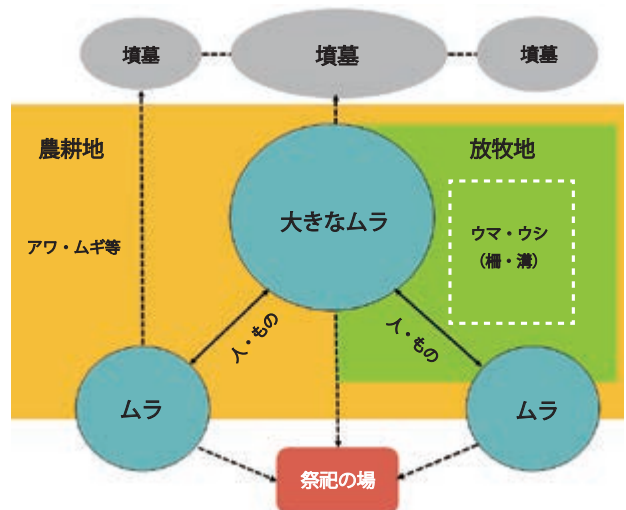 墳墓
墳墓
墳墓
農耕地
放牧地
大きなムラ
アワ・ムギ等
ウマ・ウシ
（柵・溝）
人・もの
人・もの
ムラ
ムラ
祭祀の場